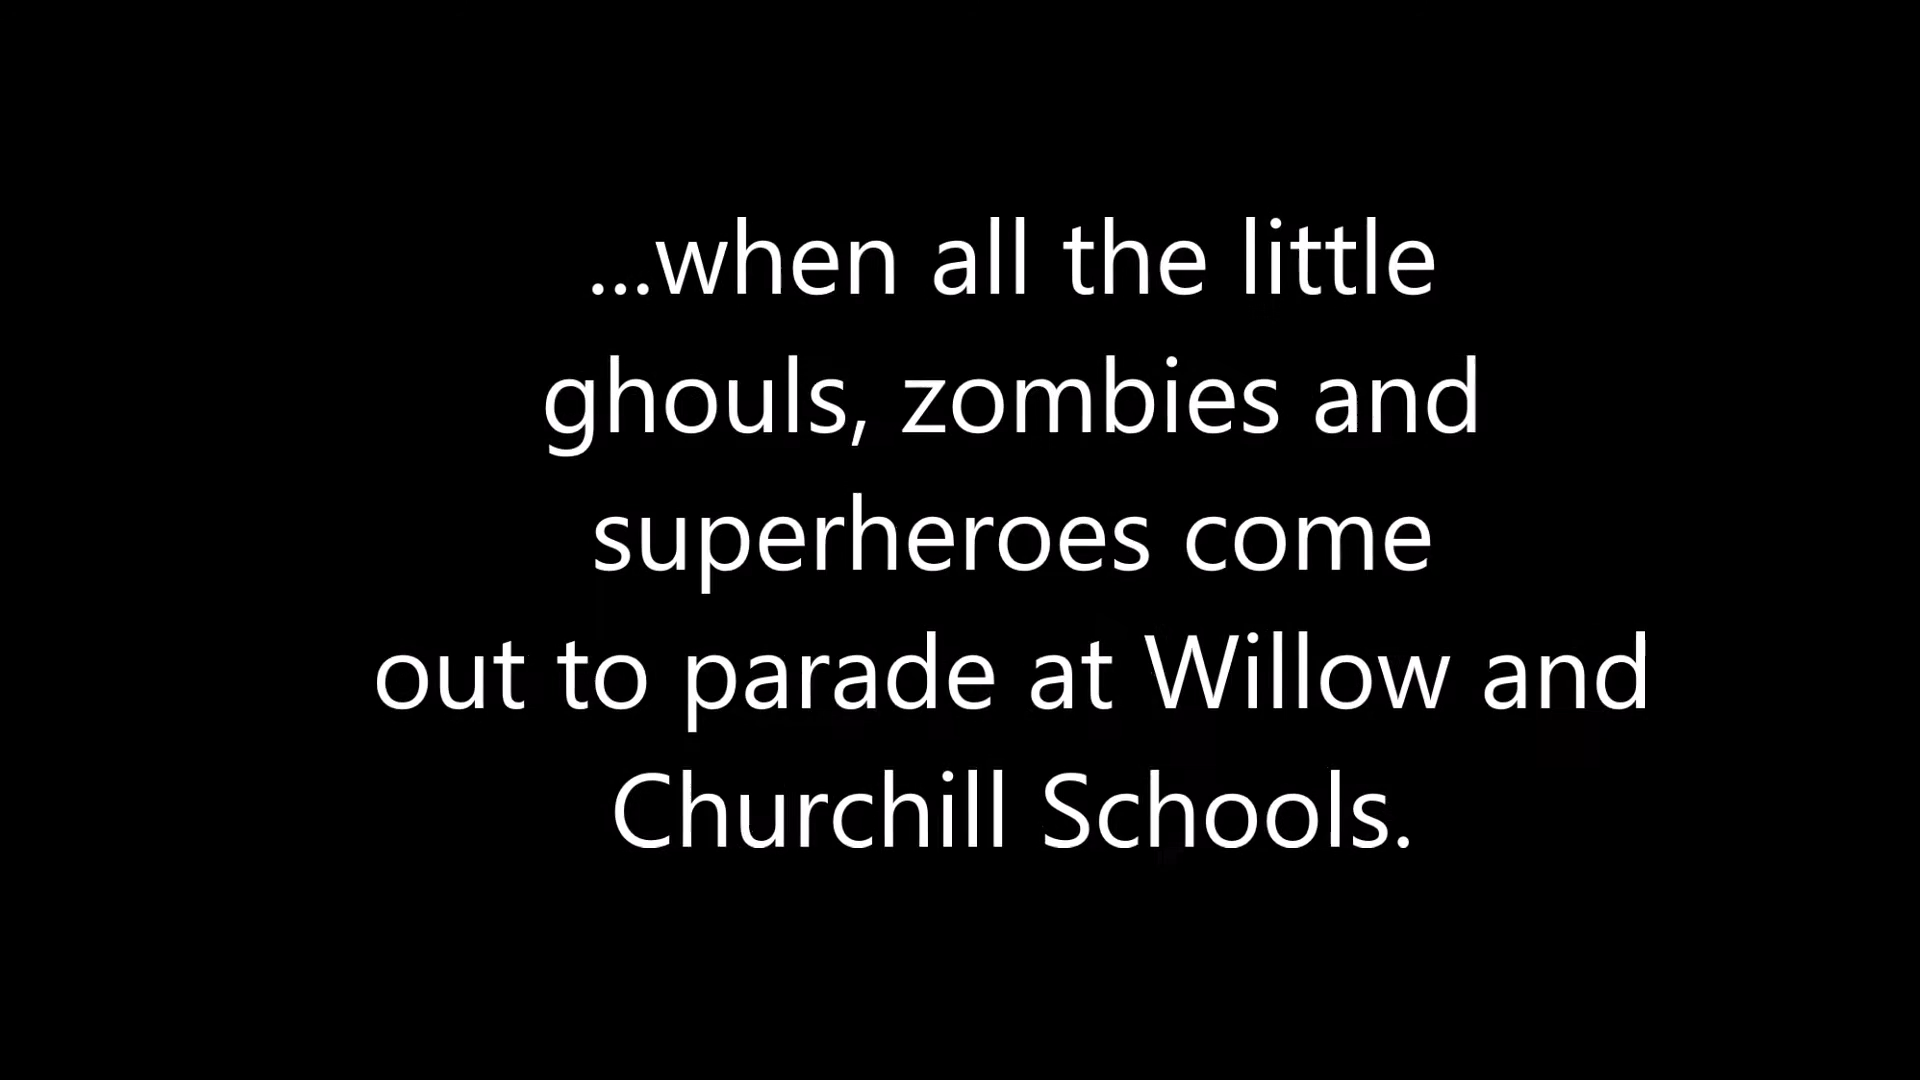 ...when all the little
ghouls, zombies and
superheroes come
out to parade at Willow and
Churchill Schools.